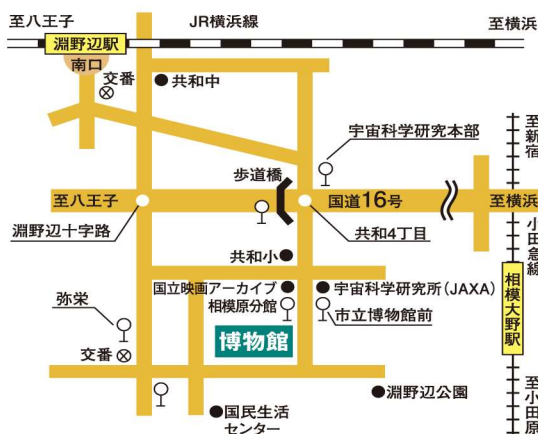 至八王子
JR横浜線
至横浜
淵野辺駅
南口
交番
共和中
至新宿
宇宙科学研究本部
歩道橋
至八王子
国道16号
至横浜
淵野辺十字路
共和4丁目
小田急線
共和小
国立映画アーカイブ
相模原分館
宇宙科学研究所(JAXA)
市立博物館前
相模大野駅
弥栄
博物館
交番
淵野辺公園
国民生活
センター
至小田原